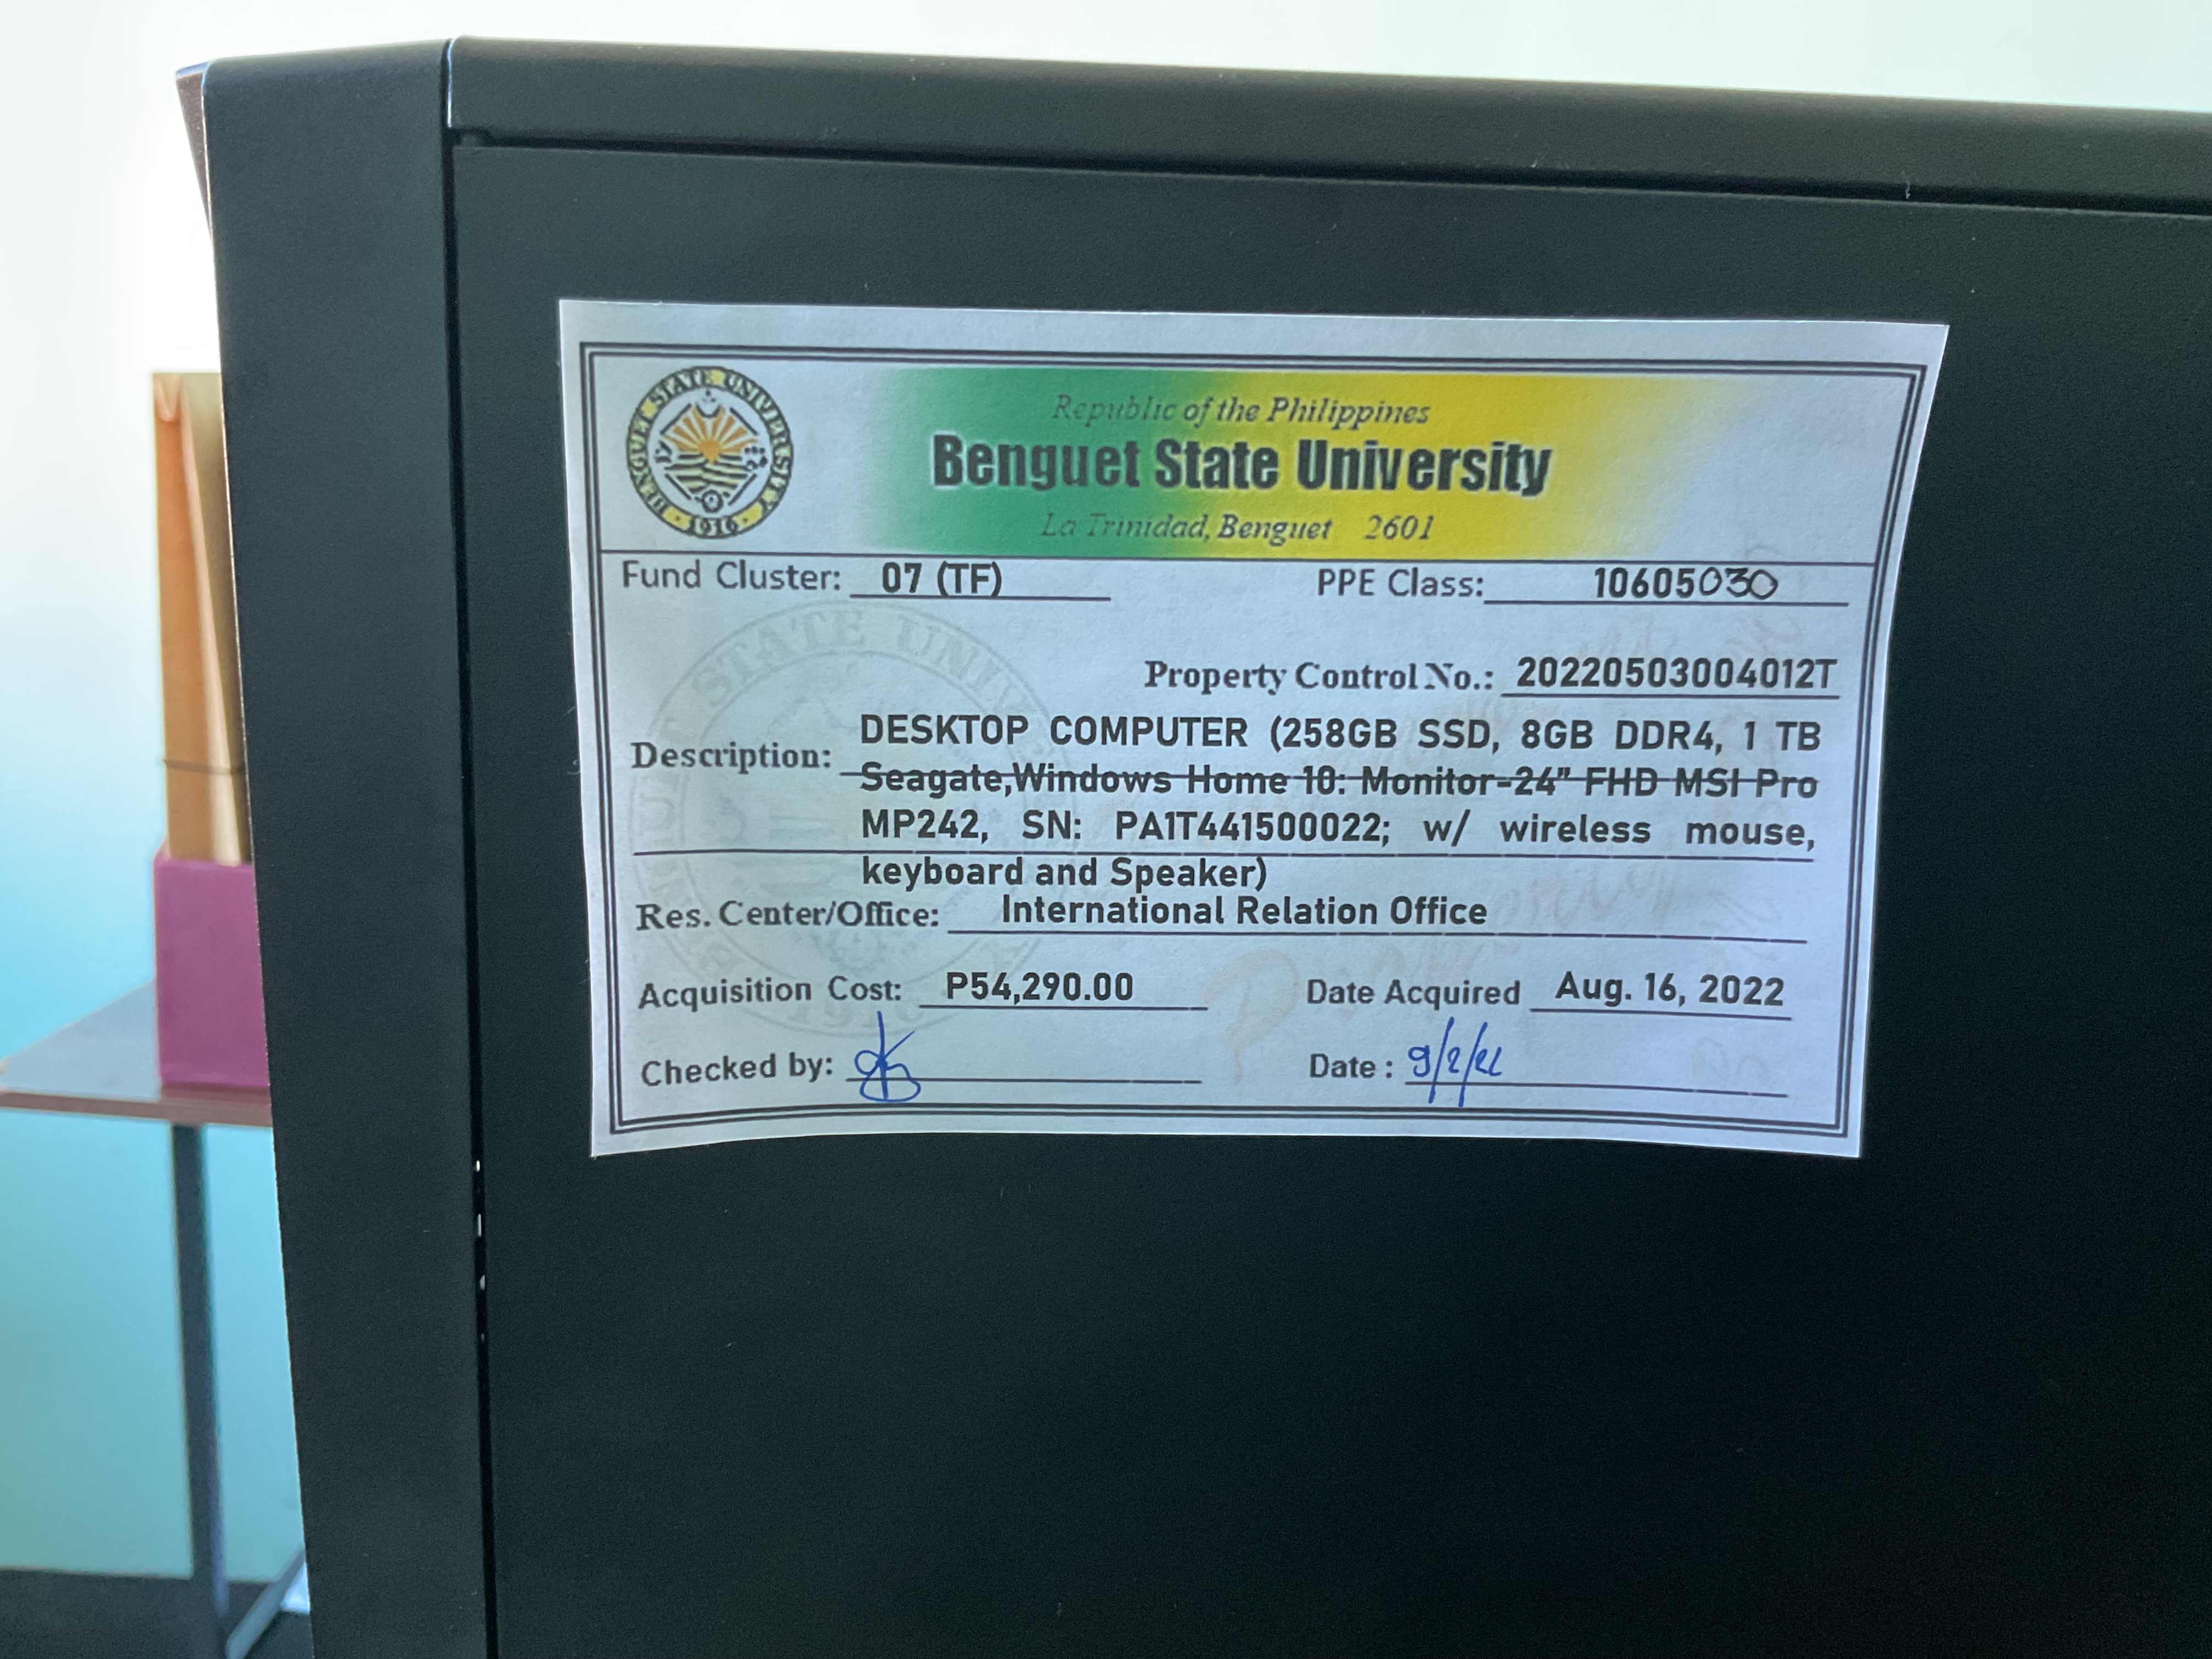 BENGUET STATE UNIVERSITY
1916
Republic of the Philippines
Benguet State University
La Trinidad, Benguet 2601
Fund Cluster: 07 (TF) PPE Class: 10605030
Property Control No.: 20220503004012T
Description: DESKTOP COMPUTER (258GB SSD, 8GB DDR4, 1 TB
Seagate,Windows Home 10: Monitor-24" FHD MSI Pro
MP242, SN: PA1T441500022; w/ wireless mouse,
keyboard and Speaker)
Res. Center/Office: International Relation Office
Acquisition Cost: P54,290.00 Date Acquired Aug. 16, 2022
Checked by: Date : 9/2/22